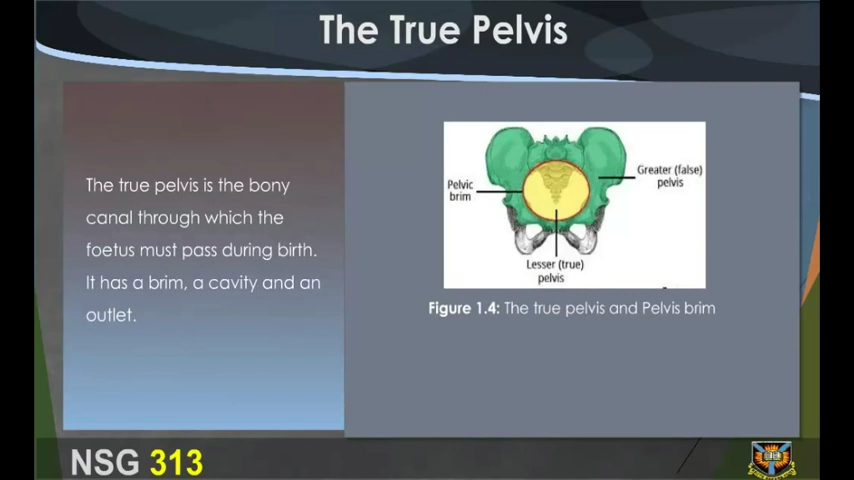 The True Pelvis
The true pelvis is the bony
canal through which the
foetus must pass during birth.
It has a brim, a cavity and an
outlet.
Pelvic
brim
Greater (false)
pelvis
Lesser (true)
pelvis
Figure 1.4: The true pelvis and Pelvis brim
NSG 313